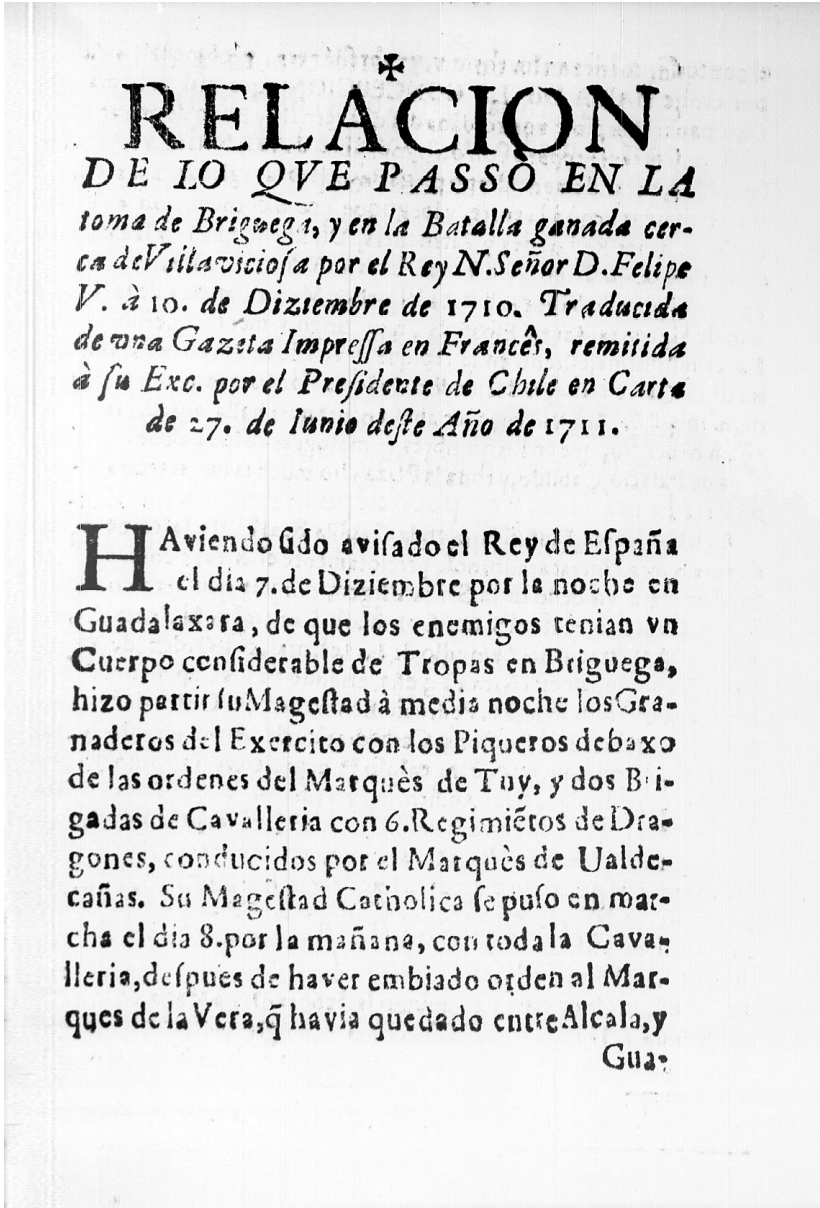 ✠
RELACION
DE LO QVE PASSÒ EN LA
toma de Briguega, y en la Batalla ganada cer-
ca de Villavicioſa por el Rey N. Señor D. Felipe
V. à 10. de Diziembre de 1710. Traducida
de vna Gazeta Impreſſa en Francês, remitida
à ſu Exc. por el Preſidente de Chile en Carta
de 27. de Iunio deſte Año de 1711.
HAviendo ſido aviſado el Rey de Eſpaña
el dia 7. de Diziembre por la noche en
Guadalaxara, de que los enemigos tenian vn
Cuerpo conſiderable de Tropas en Briguega,
hizo partir ſu Mageſtad à media noche los Gra-
naderos del Exercito con los Piqueros debaxo
de las ordenes del Marquès de Tuy, y dos Bri-
gadas de Cavalleria con 6. Regimiẽtos de Dra-
gones, conducidos por el Marquès de Ualde-
cañas. Su Mageſtad Catholica ſe puſo en mar-
cha el dia 8. por la mañana, con toda la Cava-
lleria, deſpues de haver embiado orden al Mar-
ques de la Vera, q̃ havia quedado entre Alcala, y
Gua-